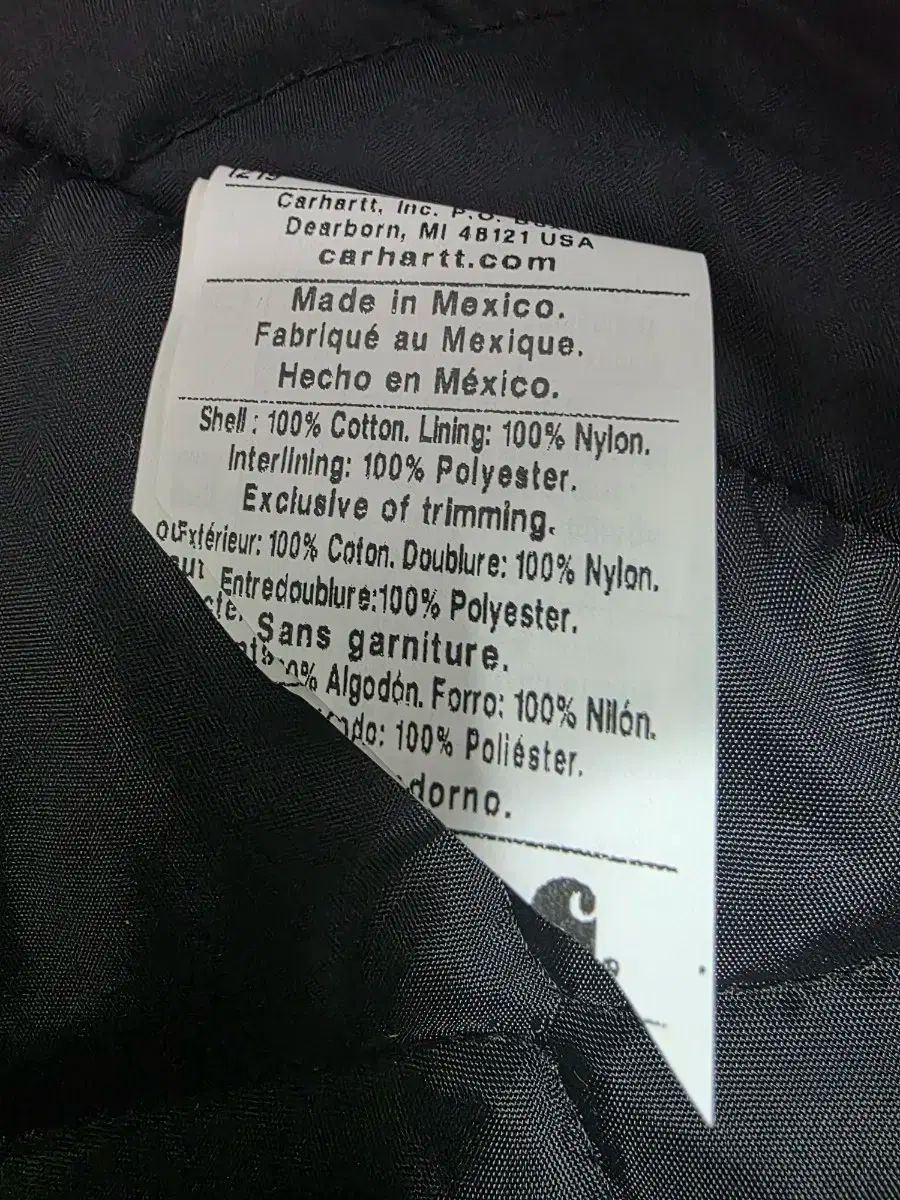 Carhartt, Inc. P.O.
Dearborn, MI 48121 USA
carhartt.com
Made in Mexico.
Fabriqué au Mexique.
Hecho en México.
Shell : 100% Cotton. Lining: 100% Nylon.
Interlining: 100% Polyester.
Exclusive of trimming.
Extérieur: 100% Coton. Doublure: 100% Nylon.
Entredoublure:100% Polyester.
Sans garniture.
Algodón. Forro: 100% Nilón.
100% Poliéster.